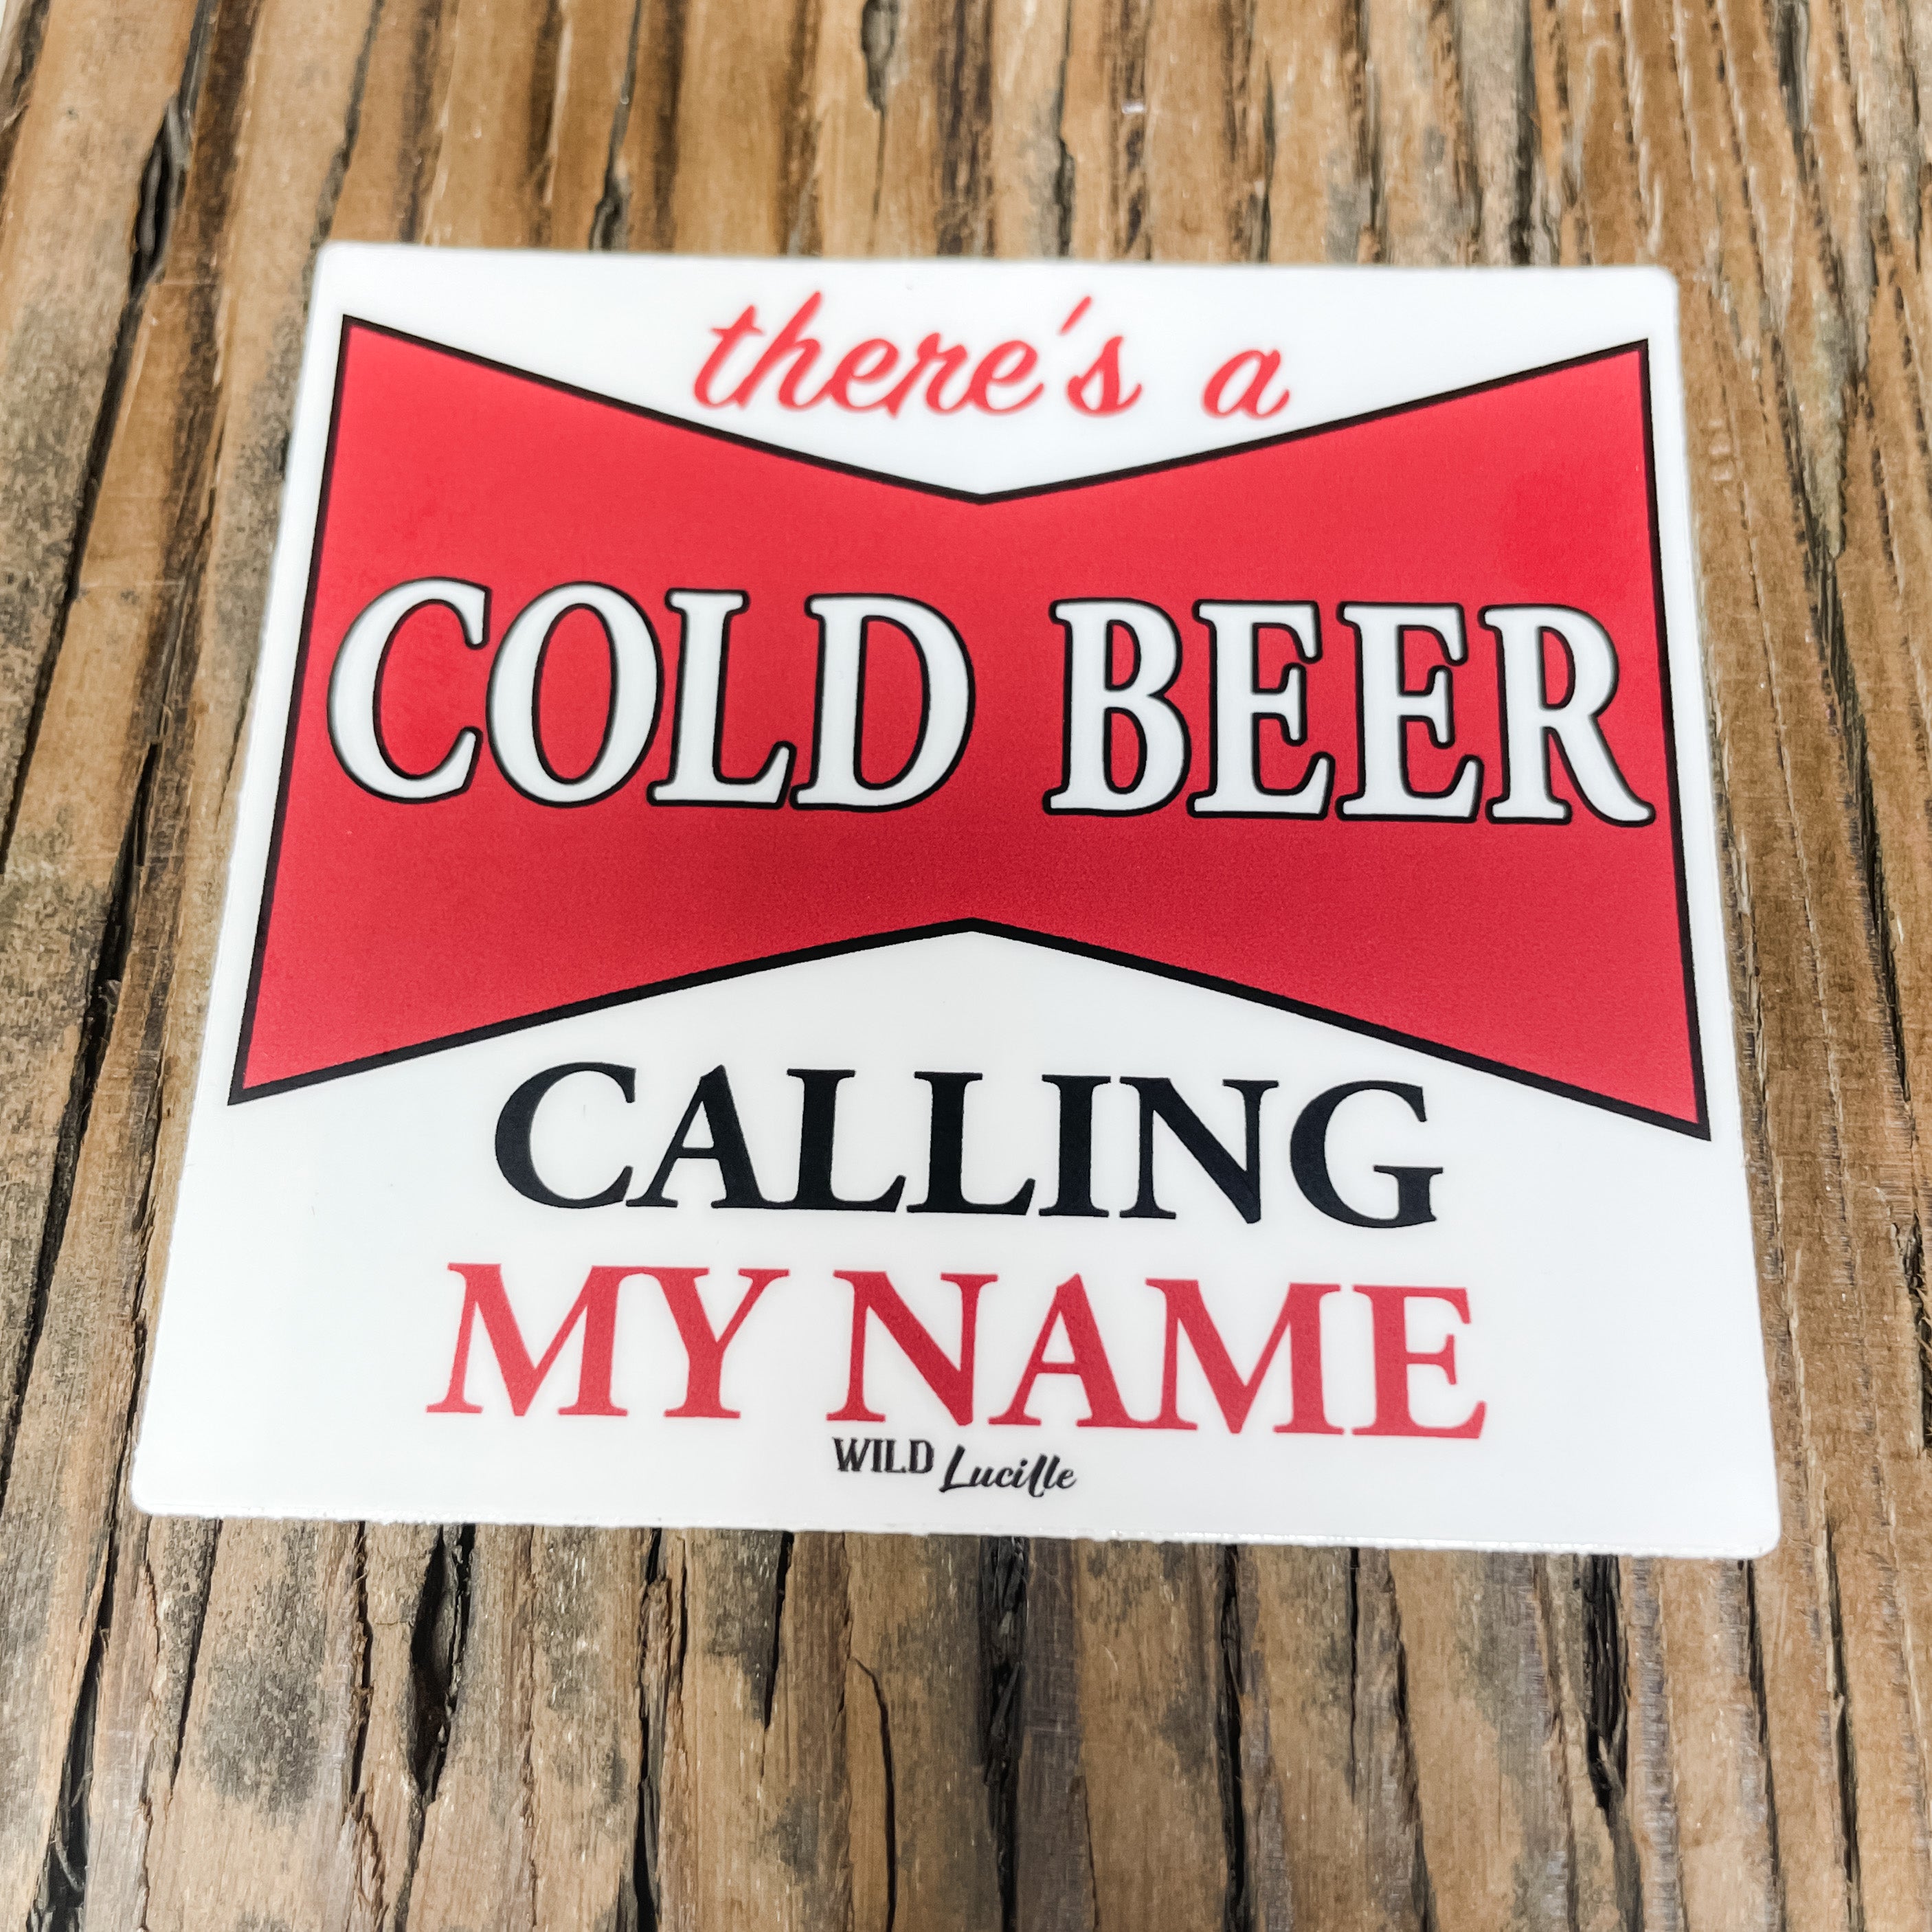 there's a
COLD BEER
CALLING
MY NAME
WILD Lucille